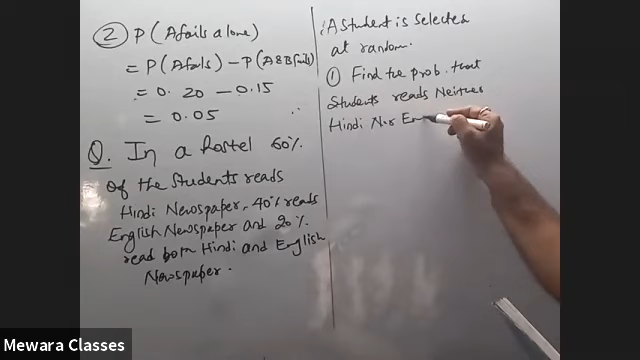 ② P(A fails alone)
= P(A fails) - P(A&B fails)
= 0.20 - 0.15
= 0.05
Q. In a hostel 60%
of the students reads
Hindi Newspaper, 40% reads
English Newspaper and 20%
read both Hindi and English
Newspaper.
A student is selected
at random.
① Find the prob. that
Students reads Neither
Hindi Nor En
Mewara Classes